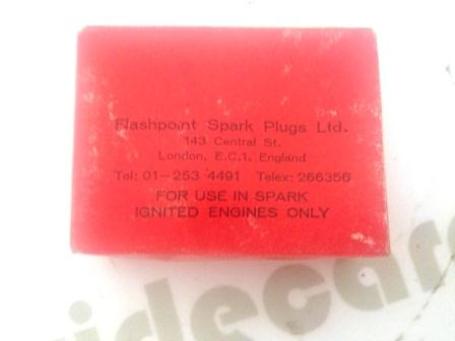 Flashpoint Spark Plugs Ltd.
143 Central St.
London, E.C.1. England
Tel: 01-253 4491 Telex: 266356
FOR USE IN SPARK
IGNITED ENGINES ONLY
sidecar